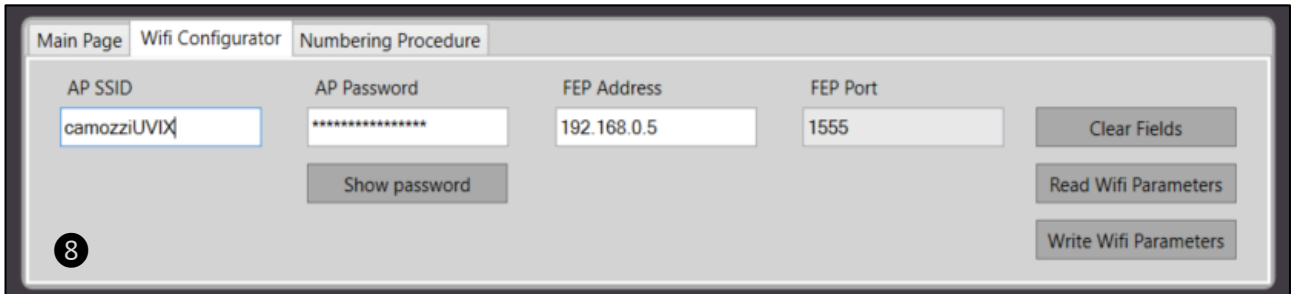 Main Page Wifi Configurator Numbering Procedure
AP SSID AP Password FEP Address FEP Port
camozziUVIX **************** 192.168.0.5 1555 Clear Fields
Show password Read Wifi Parameters
Write Wifi Parameters
8